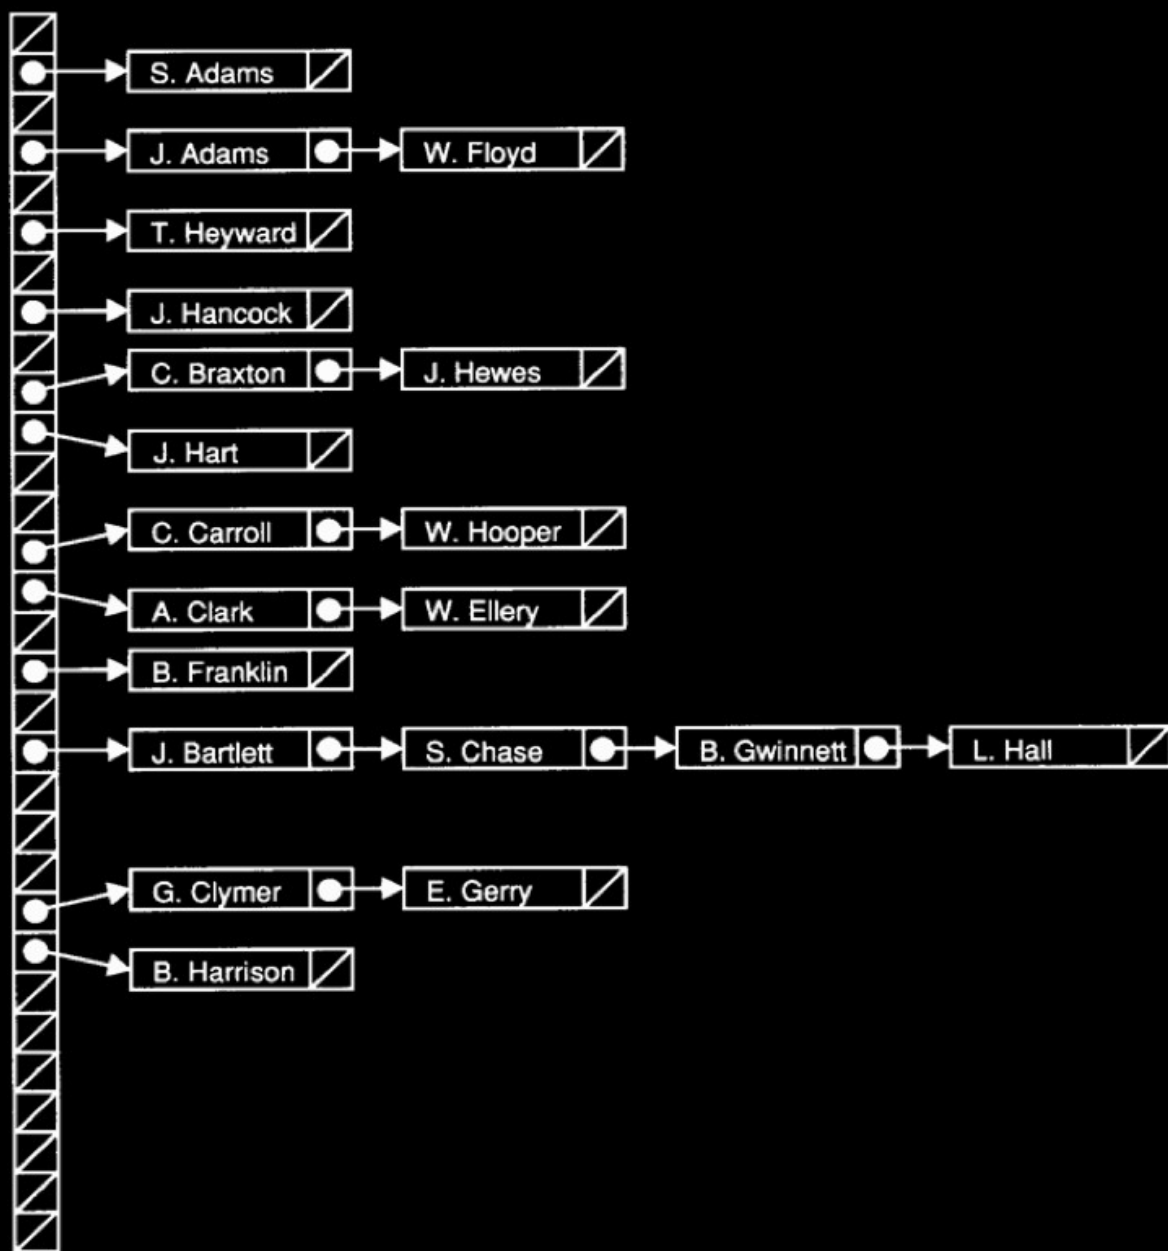 S. Adams
J. Adams W. Floyd
T. Heyward
J. Hancock
C. Braxton J. Hewes
J. Hart
C. Carroll W. Hooper
A. Clark W. Ellery
B. Franklin
J. Bartlett S. Chase B. Gwinnett L. Hall
G. Clymer E. Gerry
B. Harrison